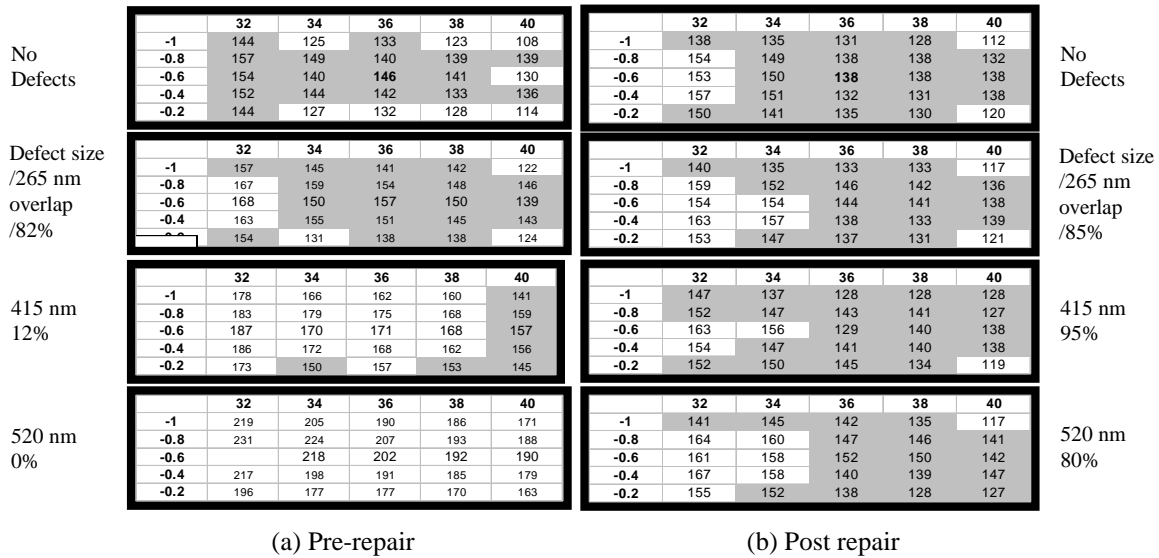 No
Defects
32 34 36 38 40
-1 144 125 133 123 108
-0.8 157 149 140 139 139
-0.6 154 140 146 141 130
-0.4 152 144 142 133 136
-0.2 144 127 132 128 114
32 34 36 38 40
-1 138 135 131 128 112
-0.8 154 149 138 138 132
-0.6 153 150 138 138 138
-0.4 157 151 132 131 138
-0.2 150 141 135 130 120
No
Defects
Defect size
/265 nm
overlap
/82%
32 34 36 38 40
-1 157 145 141 142 122
-0.8 167 159 154 148 146
-0.6 168 150 157 150 139
-0.4 163 155 151 145 143
154 131 138 138 124
32 34 36 38 40
-1 140 135 133 133 117
-0.8 159 152 146 142 136
-0.6 154 154 144 141 138
-0.4 163 157 138 133 139
-0.2 153 147 137 131 121
Defect size
/265 nm
overlap
/85%
415 nm
12%
32 34 36 38 40
-1 178 166 162 160 141
-0.8 183 179 175 168 159
-0.6 187 170 171 168 157
-0.4 186 172 168 162 156
-0.2 173 150 157 153 145
32 34 36 38 40
-1 147 137 128 128 128
-0.8 152 147 143 141 127
-0.6 163 156 129 140 138
-0.4 154 147 141 140 138
-0.2 152 150 145 134 119
415 nm
95%
520 nm
0%
32 34 36 38 40
-1 219 205 190 186 171
-0.8 231 224 207 193 188
-0.6 218 202 192 190
-0.4 217 198 191 185 179
-0.2 196 177 177 170 163
32 34 36 38 40
-1 141 145 142 135 117
-0.8 164 160 147 146 141
-0.6 161 158 152 150 142
-0.4 167 158 140 139 147
-0.2 155 152 138 128 127
520 nm
80%
(a) Pre-repair
(b) Post repair